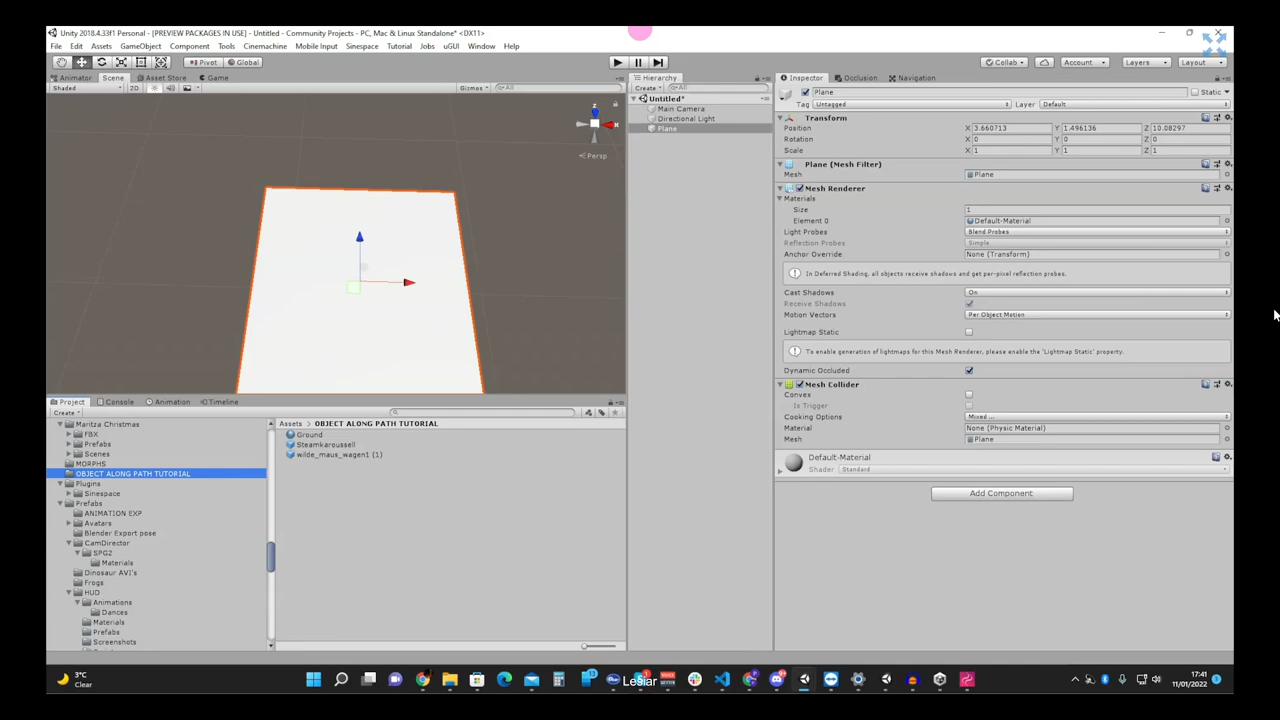 Unity 2018.4.33f1 Personal - [PREVIEW PACKAGES IN USE] - Untitled - Community Projects - PC, Mac & Linux Standalone* <DX11>
File Edit Assets GameObject Component Tools Cinemachine Mobile Input Sinespace Tutorial Jobs uGUI Window Help
Pivot Global Collab Account Layers Layout
Animator Scene Asset Store Game
Shaded 2D Gizmos All
z
x
Persp
Hierarchy
Create All
Untitled*
Main Camera
Directional Light
Plane
Inspector Occlusion Navigation
Plane Static
Tag Untagged Layer Default
Transform
Position X 3.660713 Y 1.496136 Z 10.08297
Rotation X 0 Y 0 Z 0
Scale X 1 Y 1 Z 1
Plane (Mesh Filter)
Mesh Plane
Mesh Renderer
Materials
Size 1
Element 0 Default-Material
Light Probes Blend Probes
Reflection Probes Simple
Anchor Override None (Transform)
In Deferred Shading, all objects receive shadows and get per-pixel reflection probes.
Cast Shadows On
Receive Shadows
Motion Vectors Per Object Motion
Lightmap Static
To enable generation of lightmaps for this Mesh Renderer, please enable the 'Lightmap Static' property.
Dynamic Occluded
Mesh Collider
Convex
Is Trigger
Cooking Options Mixed ...
Material None (Physic Material)
Mesh Plane
Default-Material
Shader Standard
Add Component
Project Console Animation Timeline
Create
Maritza Christmas
FBX
Prefabs
Scenes
MORPHS
OBJECT ALONG PATH TUTORIAL
Plugins
Sinespace
Prefabs
ANIMATION EXP
Avatars
Blender Export pose
CamDirector
SPG2
Materials
Dinosaur AVI's
Frogs
HUD
Animations
Dances
Materials
Prefabs
Screenshots
Assets > OBJECT ALONG PATH TUTORIAL
Ground
Steamkaroussell
wilde_maus_wagen1 (1)
3°C
Clear
Lesiar
17:41
11/01/2022